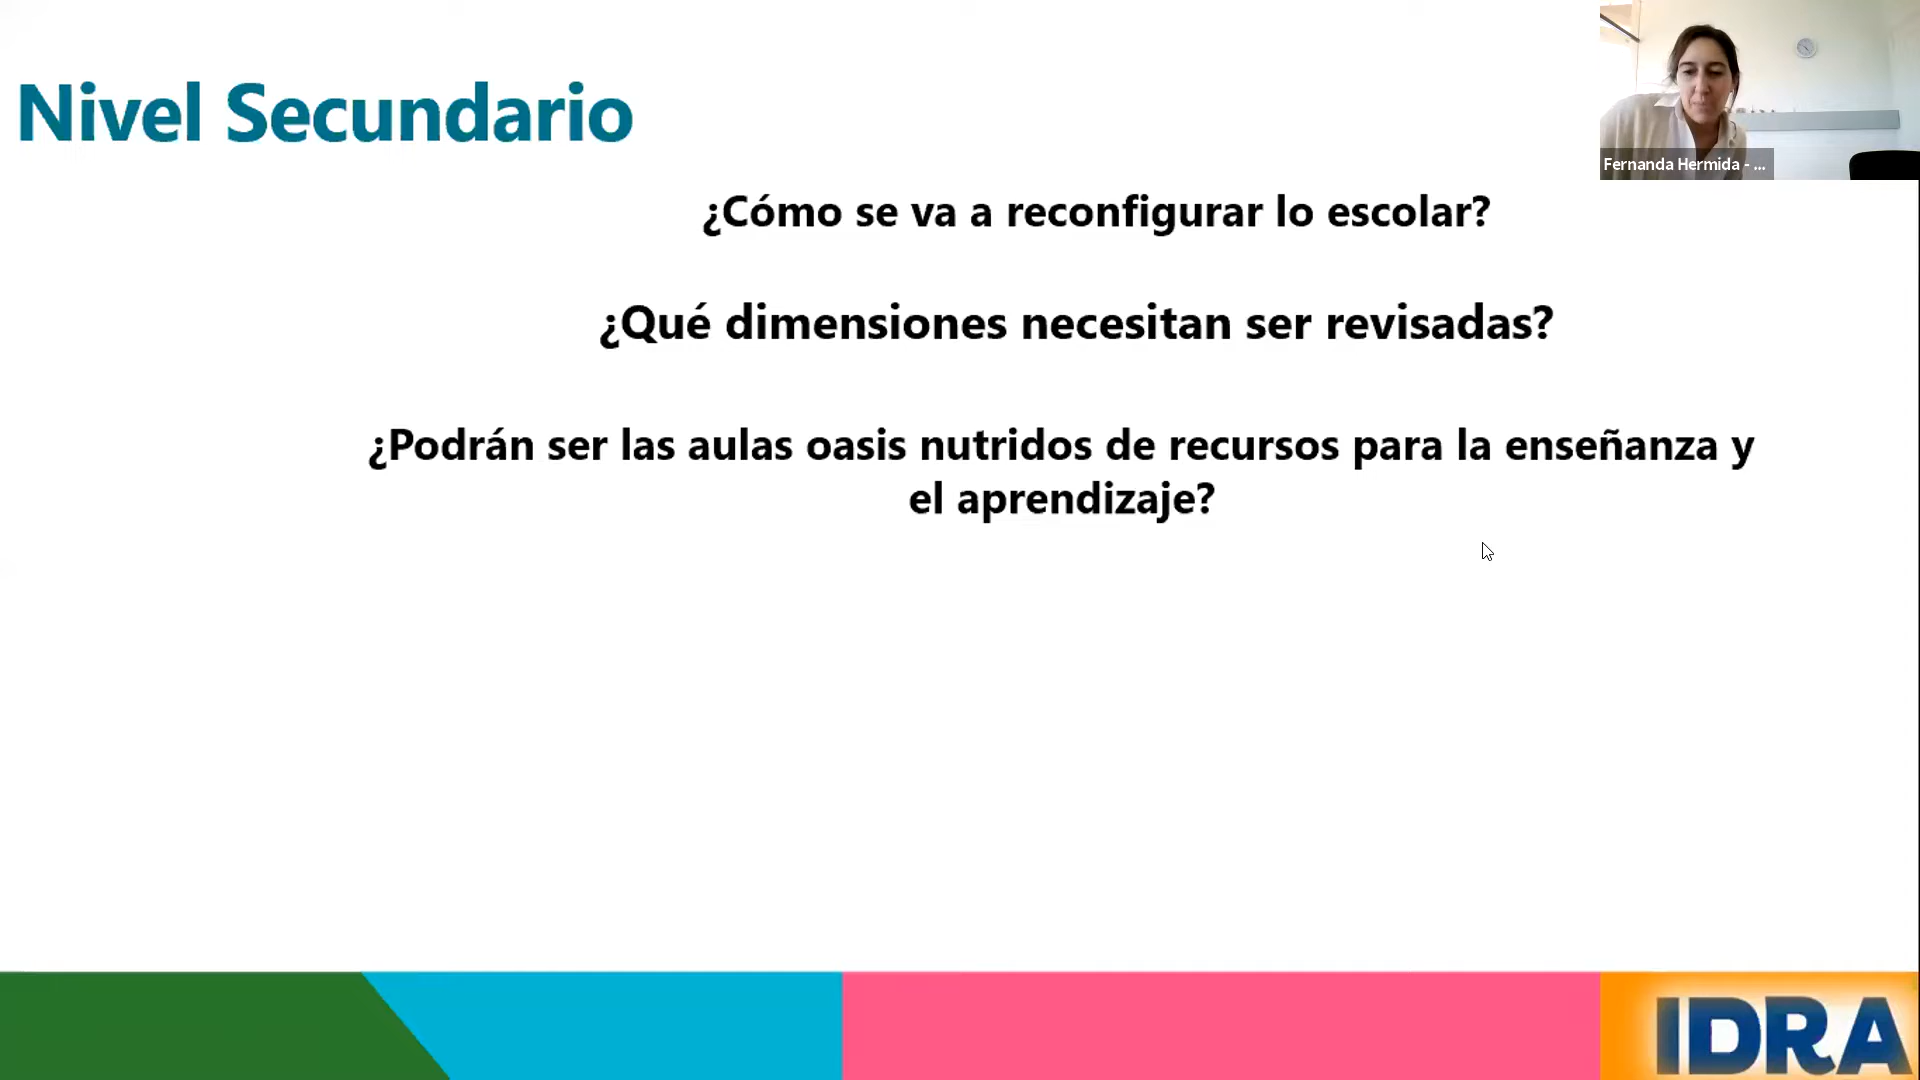 Nivel Secundario
Fernanda Hermida - ...
¿Cómo se va a reconfigurar lo escolar?
¿Qué dimensiones necesitan ser revisadas?
¿Podrán ser las aulas oasis nutridos de recursos para la enseñanza y
el aprendizaje?
IDRA